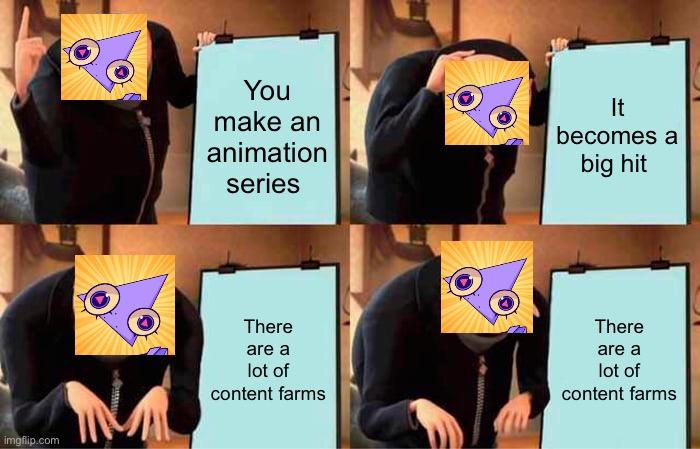 You
make an
animation
series
It
becomes a
big hit
There
are a
lot of
content farms
There
are a
lot of
content farms
imgflip.com